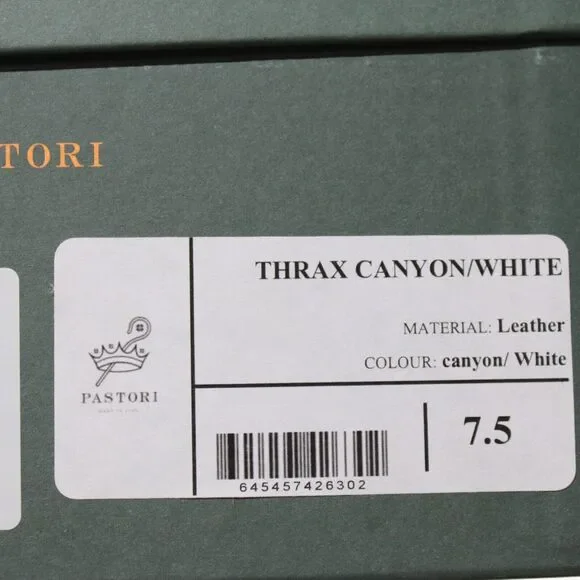 TORI
THRAX CANYON/WHITE
MATERIAL: Leather
COLOUR: canyon/ White
PASTORI
7.5
645457426302